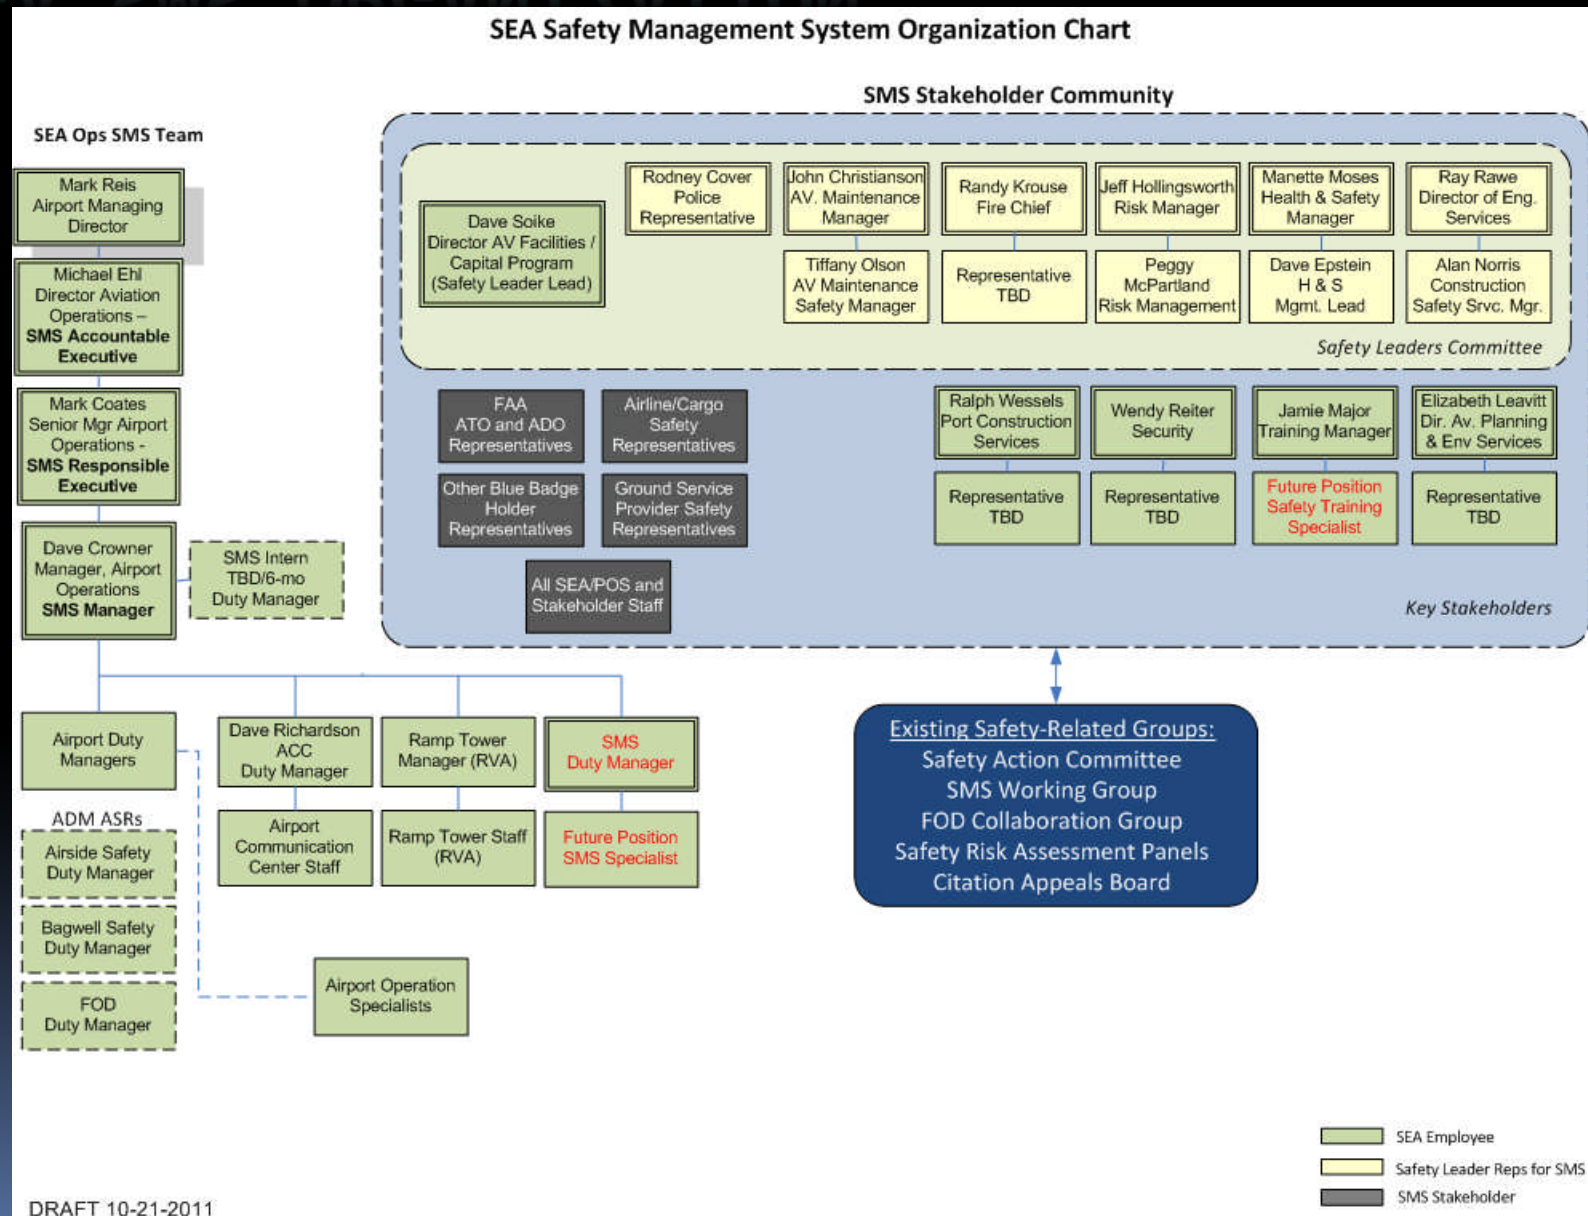 SEA Safety Management System Organization Chart
SMS Stakeholder Community
SEA Ops SMS Team
Mark Reis
Airport Managing
Director
Michael Ehl
Director Aviation
Operations –
SMS Accountable
Executive
Mark Coates
Senior Mgr Airport
Operations -
SMS Responsible
Executive
Dave Crowner
Manager, Airport
Operations
SMS Manager
SMS Intern
TBD/6-mo
Duty Manager
Dave Soike
Director AV Facilities /
Capital Program
(Safety Leader Lead)
Rodney Cover
Police
Representative
John Christianson
AV. Maintenance
Manager
Randy Krouse
Fire Chief
Jeff Hollingsworth
Risk Manager
Manette Moses
Health & Safety
Manager
Ray Rawe
Director of Eng.
Services
Tiffany Olson
AV Maintenance
Safety Manager
Representative
TBD
Peggy
McPartland
Risk Management
Dave Epstein
H & S
Mgmt. Lead
Alan Norris
Construction
Safety Srvc. Mgr.
Safety Leaders Committee
FAA
ATO and ADO
Representatives
Airline/Cargo
Safety
Representatives
Other Blue Badge
Holder
Representatives
Ground Service
Provider Safety
Representatives
All SEA/POS and
Stakeholder Staff
Ralph Wessels
Port Construction
Services
Wendy Reiter
Security
Jamie Major
Training Manager
Elizabeth Leavitt
Dir. Av. Planning
& Env Services
Representative
TBD
Representative
TBD
Future Position
Safety Training
Specialist
Representative
TBD
Key Stakeholders
Airport Duty
Managers
Dave Richardson
ACC
Duty Manager
Ramp Tower
Manager (RVA)
SMS
Duty Manager
Airport
Communication
Center Staff
Ramp Tower Staff
(RVA)
Future Position
SMS Specialist
ADM ASRs
Airside Safety
Duty Manager
Bagwell Safety
Duty Manager
FOD
Duty Manager
Airport Operation
Specialists
Existing Safety-Related Groups:
Safety Action Committee
SMS Working Group
FOD Collaboration Group
Safety Risk Assessment Panels
Citation Appeals Board
SEA Employee
Safety Leader Reps for SMS
SMS Stakeholder
DRAFT 10-21-2011